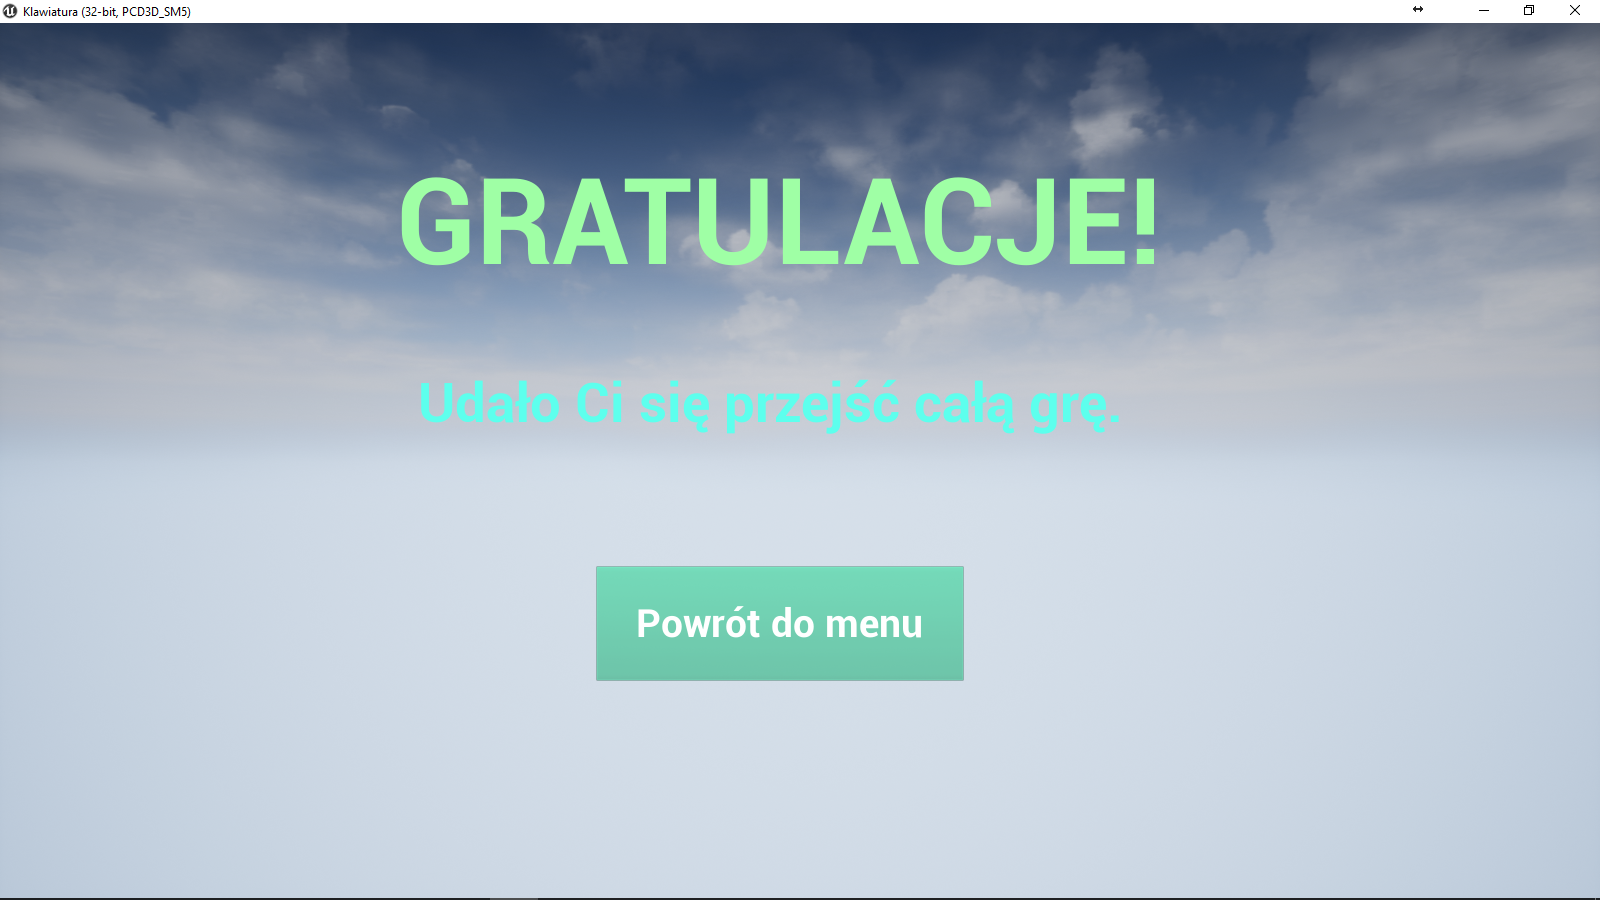 Klawiatura (32-bit, PCD3D_SM5)
GRATULACJE!
Udało Ci się przejść całą grę.
Powrót do menu